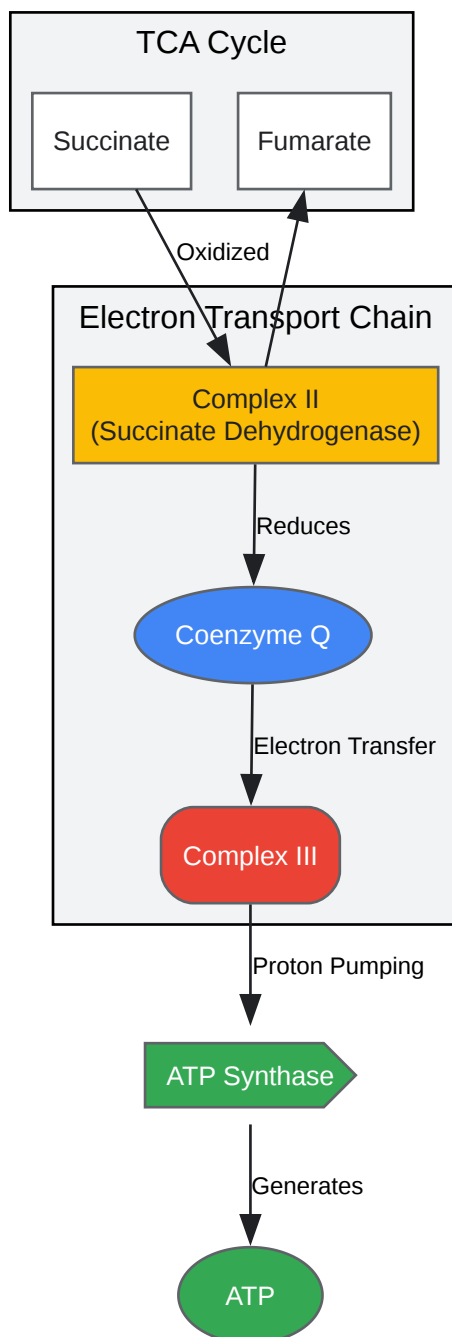 TCA Cycle
Succinate
Fumarate
Oxidized
Electron Transport Chain
Complex II
(Succinate Dehydrogenase)
Reduces
Coenzyme Q
Electron Transfer
Complex III
Proton Pumping
ATP Synthase
Generates
ATP